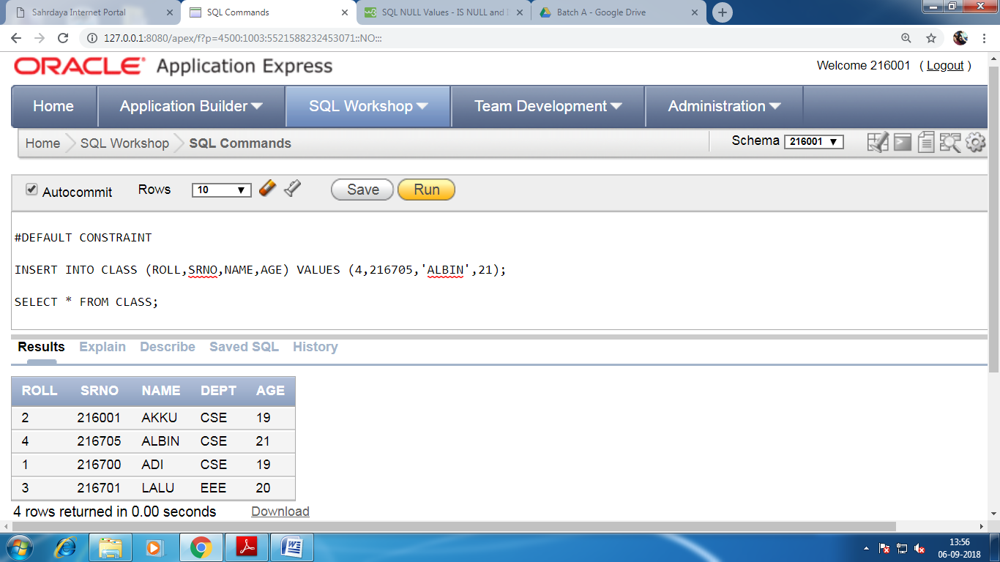 Sahrdaya Internet Portal
SQL Commands
SQL NULL Values - IS NULL and I
Batch A - Google Drive
127.0.0.1:8080/apex/f?p=4500:1003:5521588232453071::NO:::
ORACLE Application Express
Welcome 216001 ( Logout )
Home
Application Builder
SQL Workshop
Team Development
Administration
Home SQL Workshop SQL Commands
Schema 216001
Autocommit Rows 10 Save Run
#DEFAULT CONSTRAINT
INSERT INTO CLASS (ROLL,SRNO,NAME,AGE) VALUES (4,216705,'ALBIN',21);
SELECT * FROM CLASS;
Results Explain Describe Saved SQL History
ROLL SRNO NAME DEPT AGE
2 216001 AKKU CSE 19
4 216705 ALBIN CSE 21
1 216700 ADI CSE 19
3 216701 LALU EEE 20
4 rows returned in 0.00 seconds Download
13:56
06-09-2018